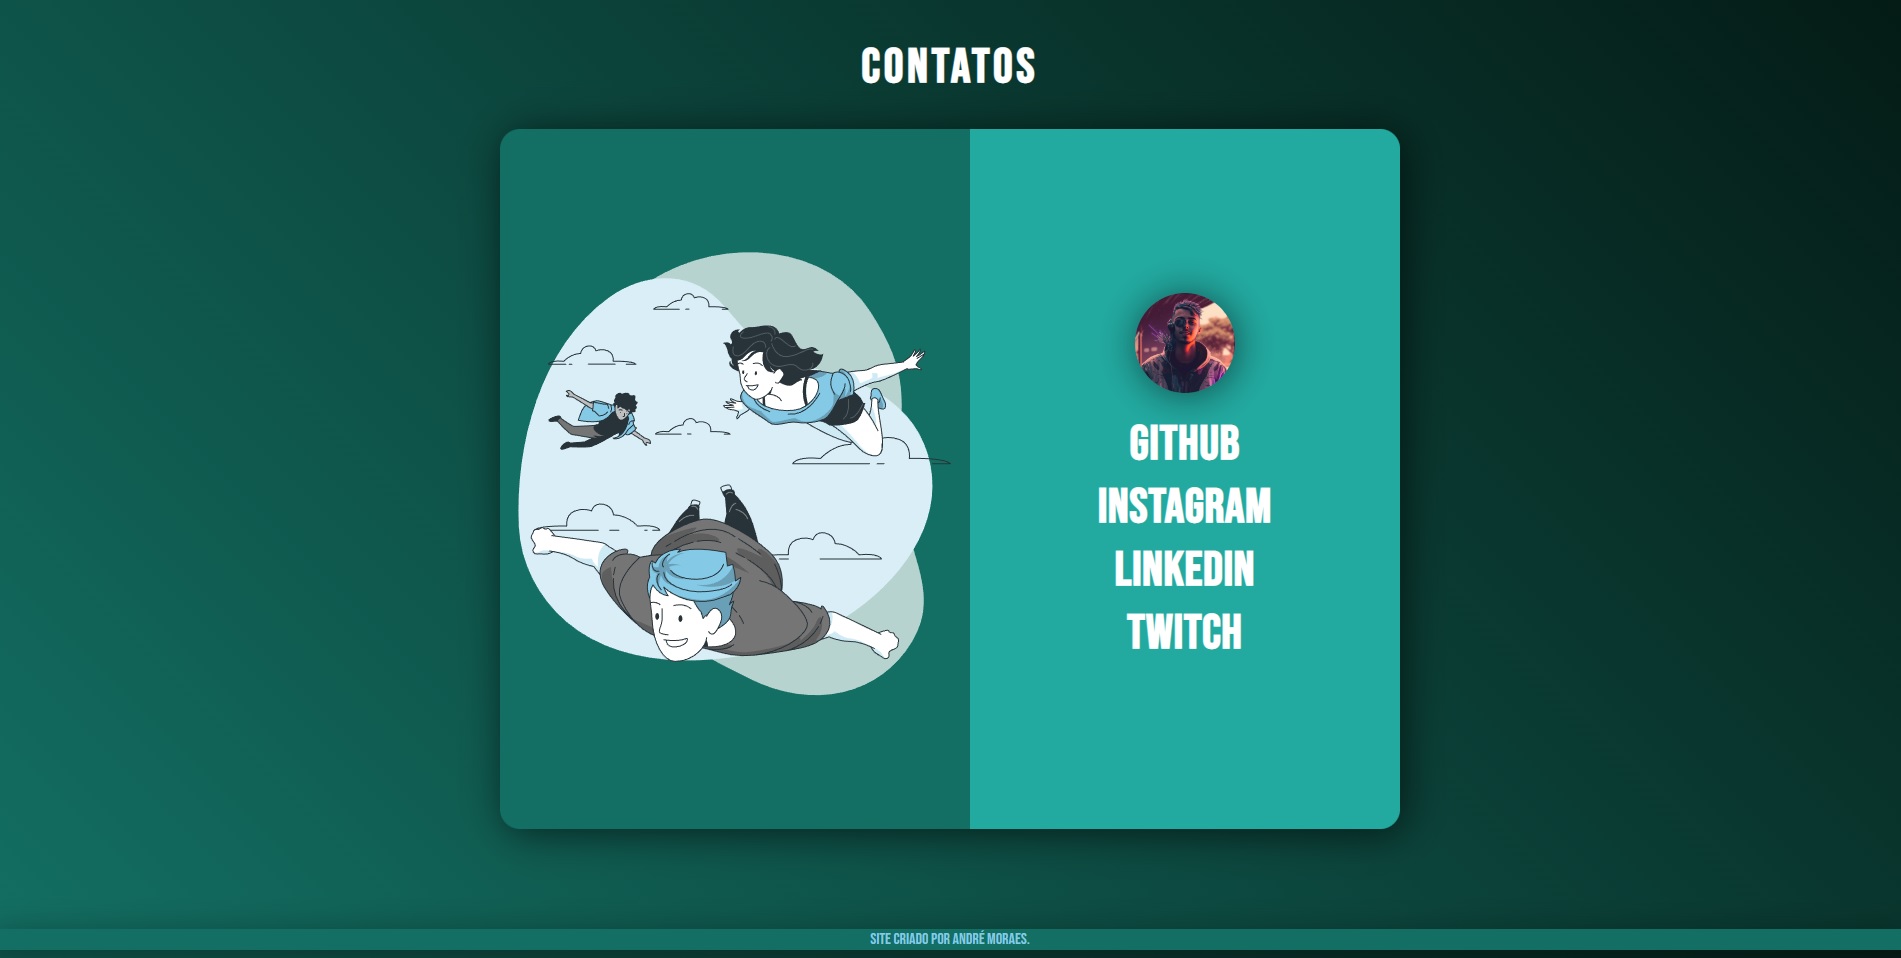 CONTATOS
GITHUB
INSTAGRAM
LINKEDIN
TWITCH
SITE CRIADO POR ANDRÉ MORAES.